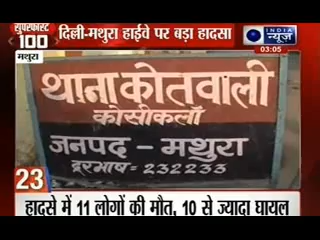 सुपरफास्ट
100
दिल्ली-मथुरा हाईवे पर बड़ा हादसा
INDIA
न्यूज़
मथुरा
03:05
थाना कोतवाली
कोसीकलाँ
जनपद - मथुरा
दूरभाष = 232233
23
हादसे में 11 लोगों की मौत, 10 से ज्यादा घायल